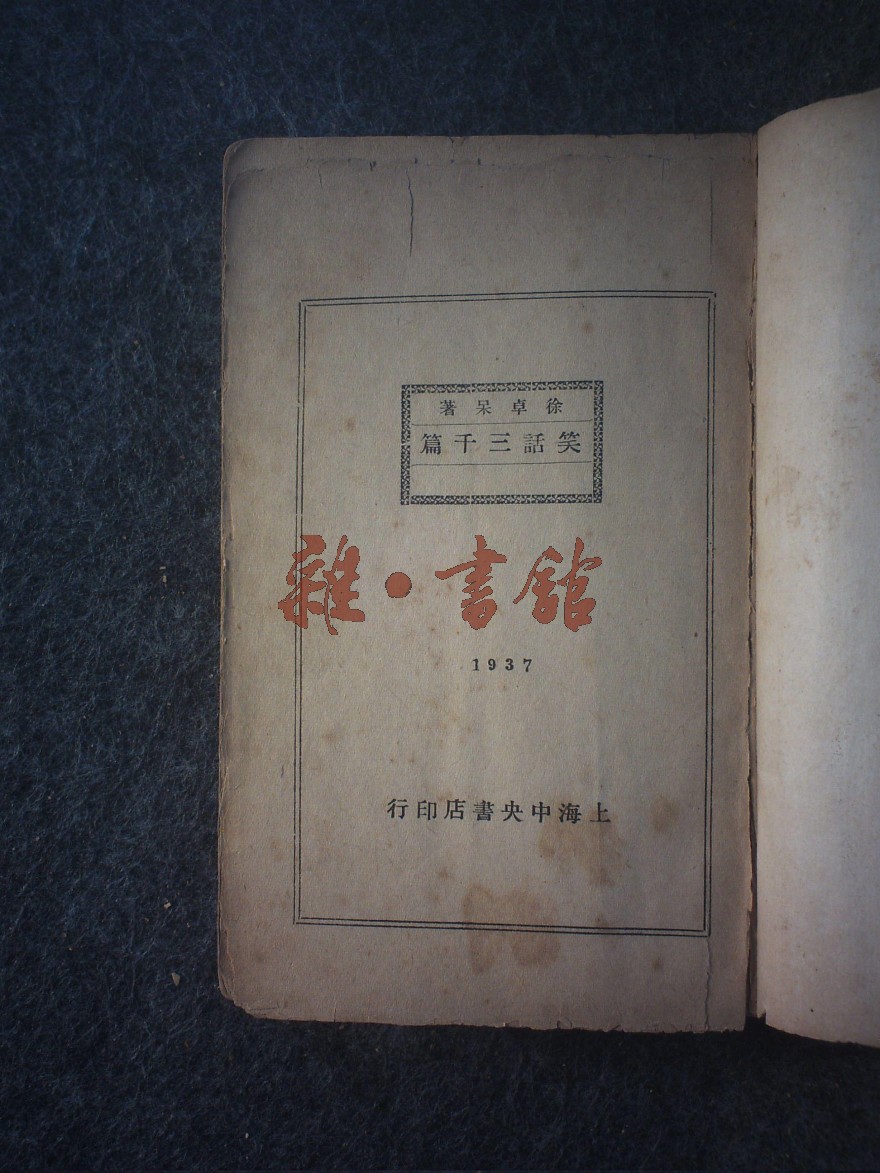 徐卓呆著
笑話三千篇
雜·書館
1937
上海中央書店印行